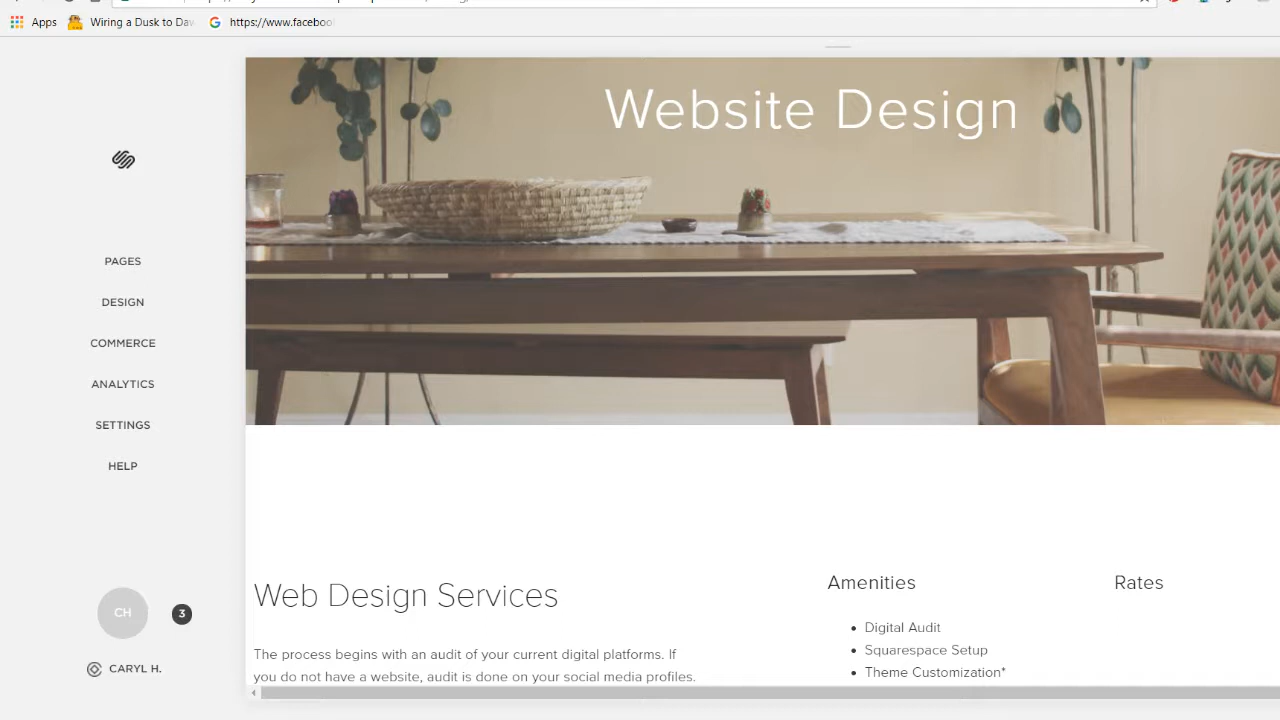 Apps Wiring a Dusk to Daw https://www.faceboo
Website Design
PAGES
DESIGN
COMMERCE
ANALYTICS
SETTINGS
HELP
CH
3
CARYL H.
Web Design Services
The process begins with an audit of your current digital platforms. If
you do not have a website, audit is done on your social media profiles.
Amenities
• Digital Audit
• Squarespace Setup
• Theme Customization*
Rates